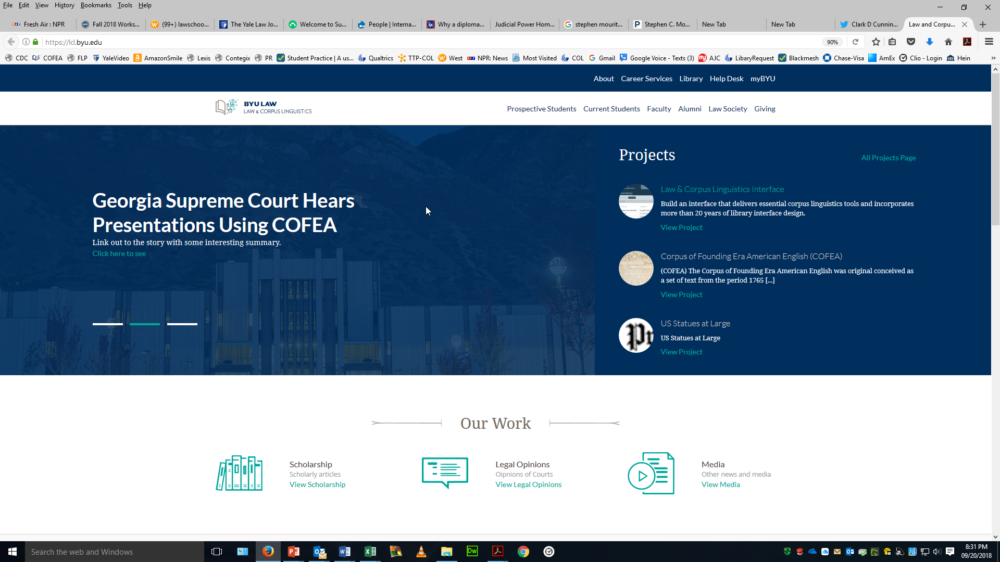 File Edit View History Bookmarks Tools Help
Fresh Air : NPR
Fall 2018 Works...
(99+) lawschoo...
The Yale Law Jo...
Welcome to Su...
People | Interna...
Why a diploma...
Judicial Power Hom...
stephen mourit...
Stephen C. Mo...
New Tab
New Tab
Clark D Cunnin...
Law and Corpu...
https://lcl.byu.edu
90%
CDC COFEA FLP YaleVideo AmazonSmile Lexis Contegix PR Student Practice | A us... Qualtrics TTP-COL West NPR: News Most Visited COL Gmail Google Voice - Texts (3) AJC LibaryRequest Blackmesh Chase-Visa AmEx Clio - Login Hein
About Career Services Library Help Desk myBYU
BYU LAW
LAW & CORPUS LINGUISTICS
Prospective Students Current Students Faculty Alumni Law Society Giving
Georgia Supreme Court Hears
Presentations Using COFEA
Link out to the story with some interesting summary.
Click here to see
Projects
All Projects Page
Law & Corpus Linguistics Interface
Build an interface that delivers essential corpus linguistics tools and incorporates
more than 20 years of library interface design.
View Project
Corpus of Founding Era American English (COFEA)
(COFEA) The Corpus of Founding Era American English was original conceived as
a set of text from the period 1765 [...]
View Project
US Statues at Large
US Statues at Large
View Project
Our Work
Scholarship
Scholarly articles
View Scholarship
Legal Opinions
Oipnions of Courts
View Legal Opinions
Media
Other news and media
View Media
Search the web and Windows
8:31 PM
09/20/2018